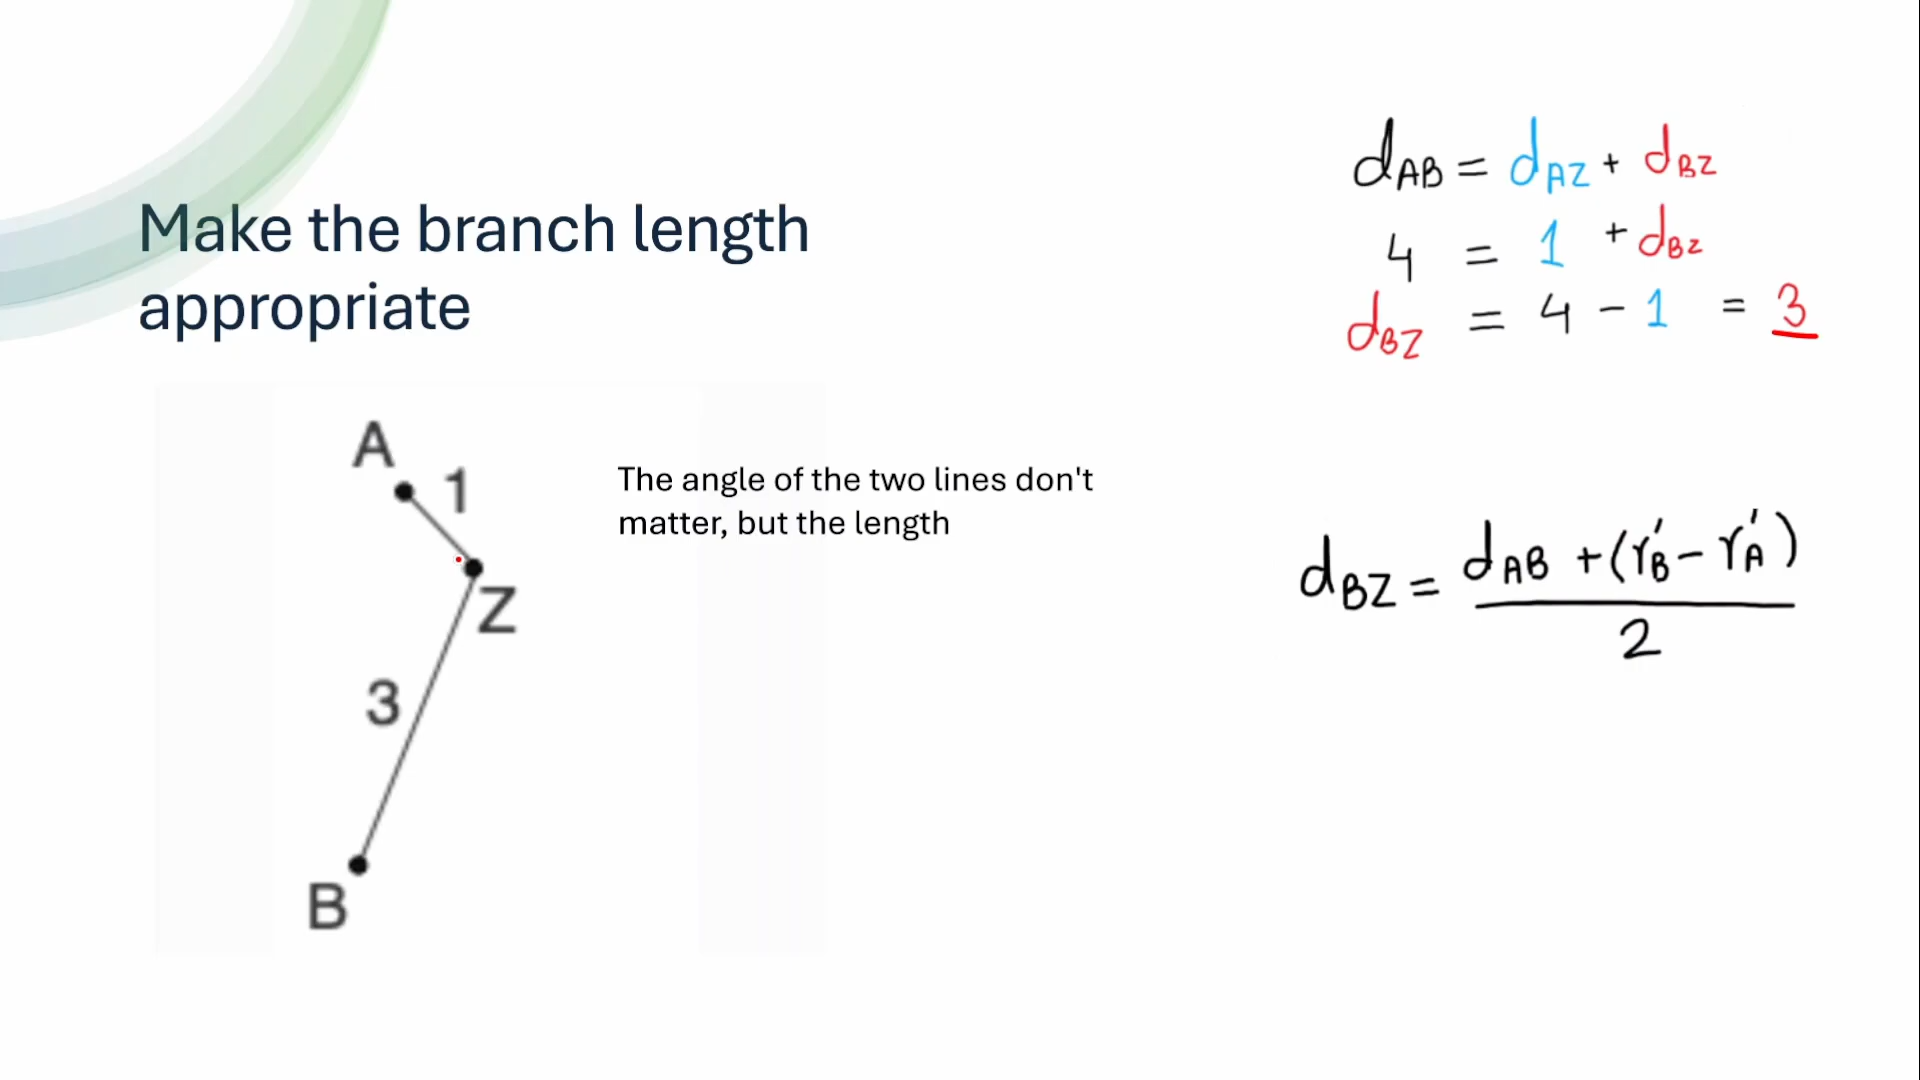 Make the branch length
appropriate
A
1
Z
3
B
The angle of the two lines don't
matter, but the length
dAB = dAZ + dBZ
4 = 1 + dBZ
dBZ = 4 - 1 = 3
dBZ = dAB + (r'B - r'A)
2